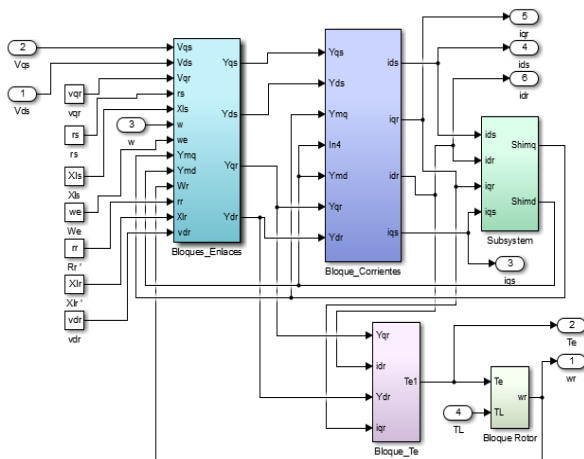 2
Vqs
1
Vds
vqr
vqr
rs
rs
3
w
Xls
Xls
we
We
rr
Rr '
Xlr
Xlr '
vdr
vdr
Vqs
Vds
Vqr
rs
Xls
w
we
Ymq
Ymd
Wr
rr
Xlr
vdr
Yqs
Yds
Yqr
Ydr
Bloques_Enlaces
Yqs
Yds
Ymq
In4
Ymd
Yqr
Ydr
ids
iqr
idr
iqs
Bloque_Corrientes
5
iqr
4
ids
6
idr
ids
idr
iqr
iqs
Shimq
Shimd
Subsystem
3
iqs
Yqr
idr
Ydr
iqr
Te1
Bloque_Te
2
Te
1
wr
4
TL
Te
TL
wr
Bloque Rotor